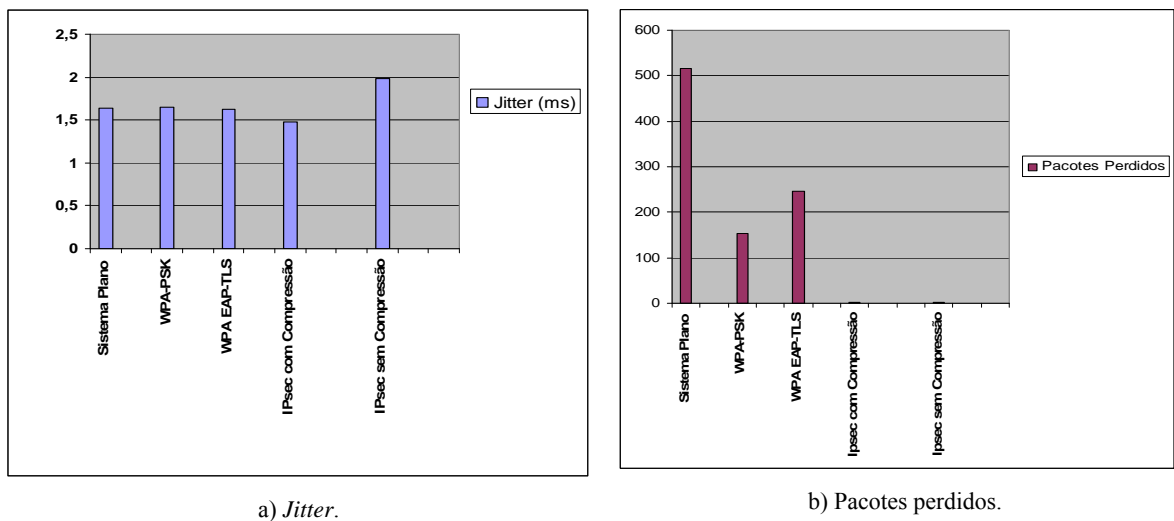 2,5
2
1,5
1
0,5
0
Sistema Plano
WPA-PSK
WPA EAP-TLS
IPsec com Compressão
IPsec sem Compressão
Jitter (ms)
a) Jitter.
600
500
400
300
200
100
0
Sistema Plano
WPA-PSK
WPA EAP-TLS
Ipsec com Compressão
Ipsec sem Compressão
Pacotes Perdidos
b) Pacotes perdidos.